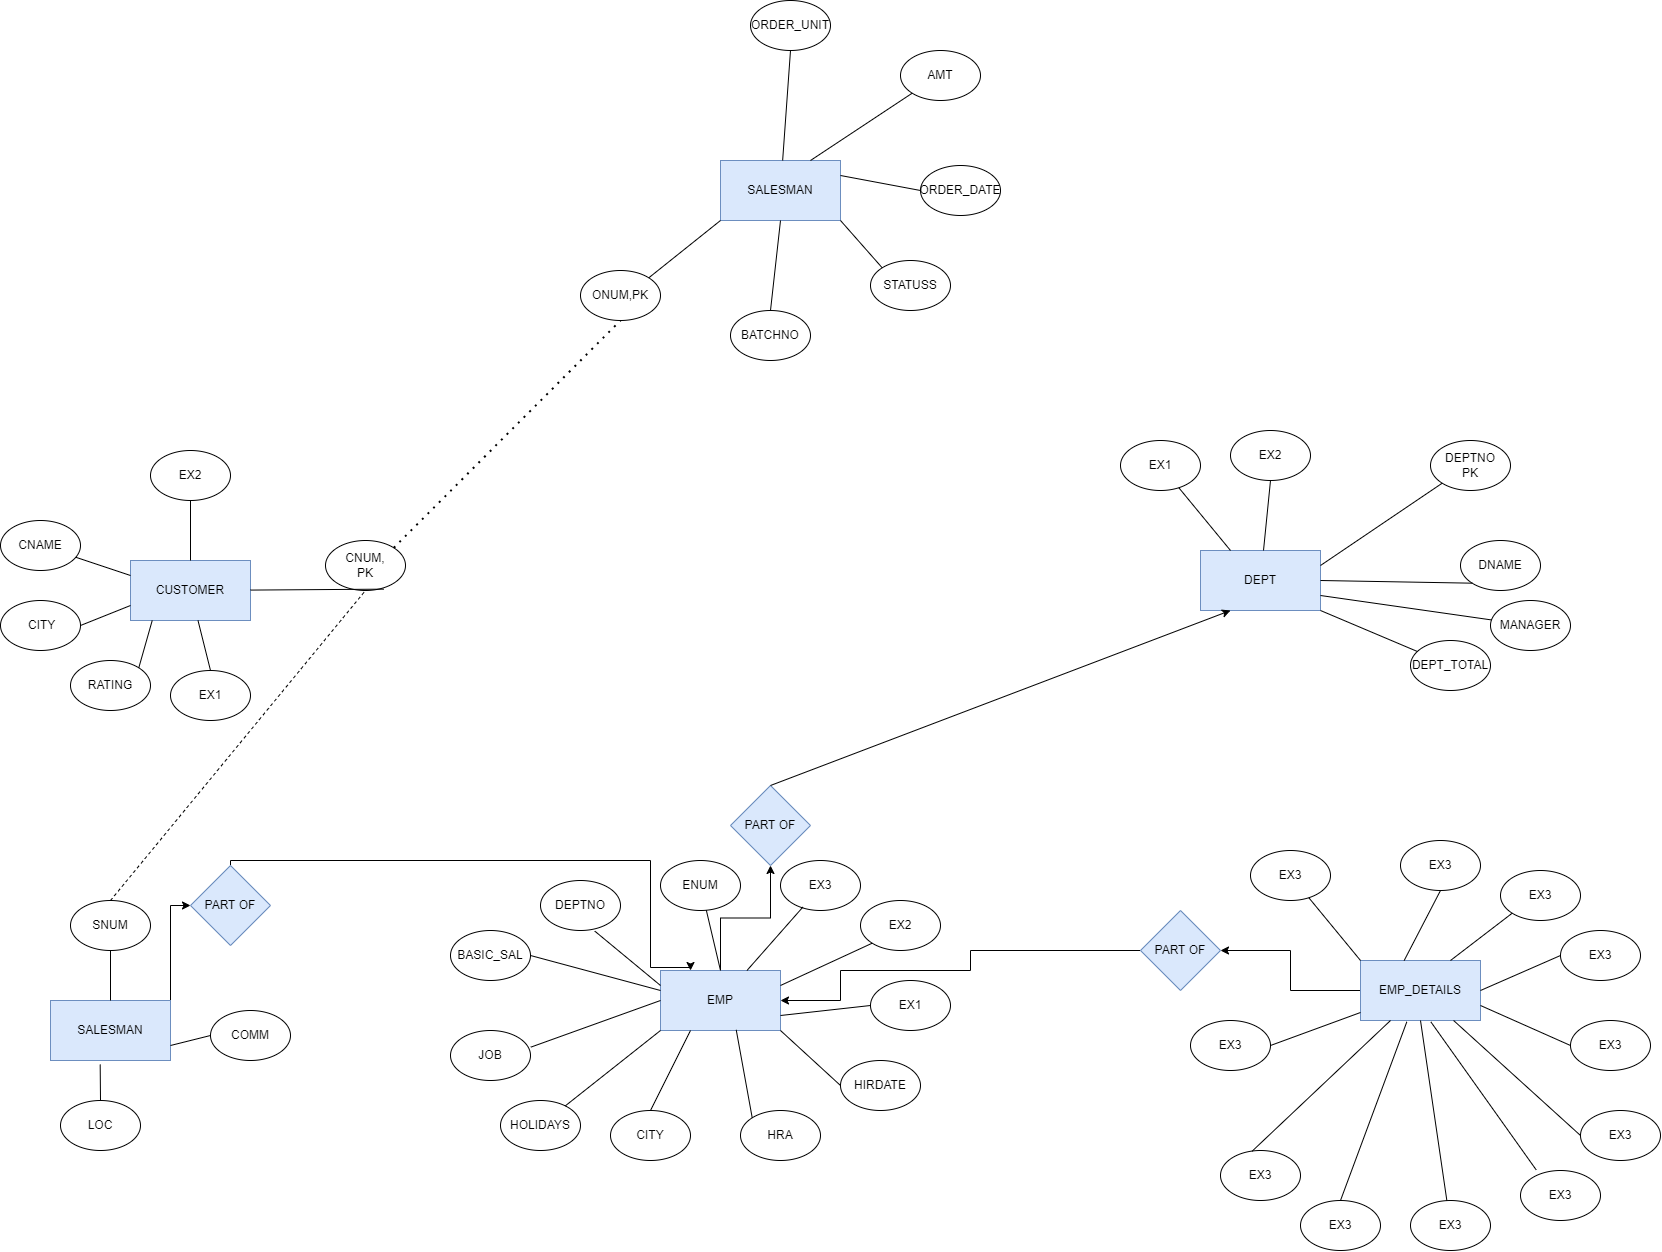 ORDER_UNIT
AMT
SALESMAN
ORDER_DATE
ONUM,PK
STATUSS
BATCHNO
EX2
CNAME
CNUM,
PK
CUSTOMER
CITY
RATING
EX1
EX1
EX2
DEPTNO
PK
DEPT
DNAME
MANAGER
DEPT_TOTAL
PART OF
SNUM
PART OF
SALESMAN
COMM
LOC
ENUM
EX3
DEPTNO
EX2
BASIC_SAL
EMP
EX1
JOB
HIRDATE
HOLIDAYS
CITY
HRA
PART OF
EX3
EX3
EX3
EX3
EMP_DETAILS
EX3
EX3
EX3
EX3
EX3
EX3
EX3